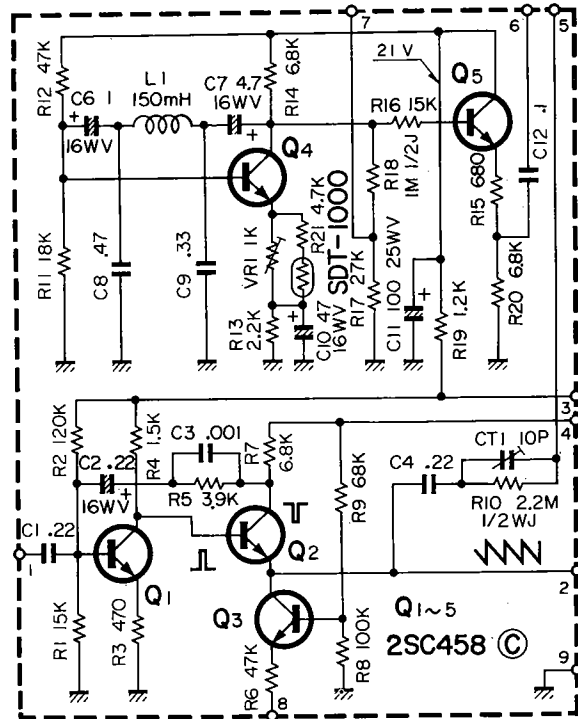 7
6
5
R12 47K
C6 1
16WV
+
L1
150mH
C7 4.7
16WV
+
R14 6.8K
21 V
Q5
R16 15K
C12 .1
Q4
R18
1M 1/2J
R15 680
R11 18K
C8 .47
C9 .33
VR1 1K
R21 4.7K
SDT-1000
R17 27K
C11 100 25WV
+
R13
2.2K
+
C10 47
16WV
R19 1.2K
R20 6.8K
3
4
R2 120K
R4 1.5K
C3 .001
R7
6.8K
C2 .22
16WV
+
R5 3.9K
R9 68K
C4 .22
CT1 10P
R10 2.2M
1/2WJ
C1 .22
1
Q1
Q2
2
Q3
Q1~5
2SC458 C
R1 15K
R3 470
R6 47K
R8 100K
9
8